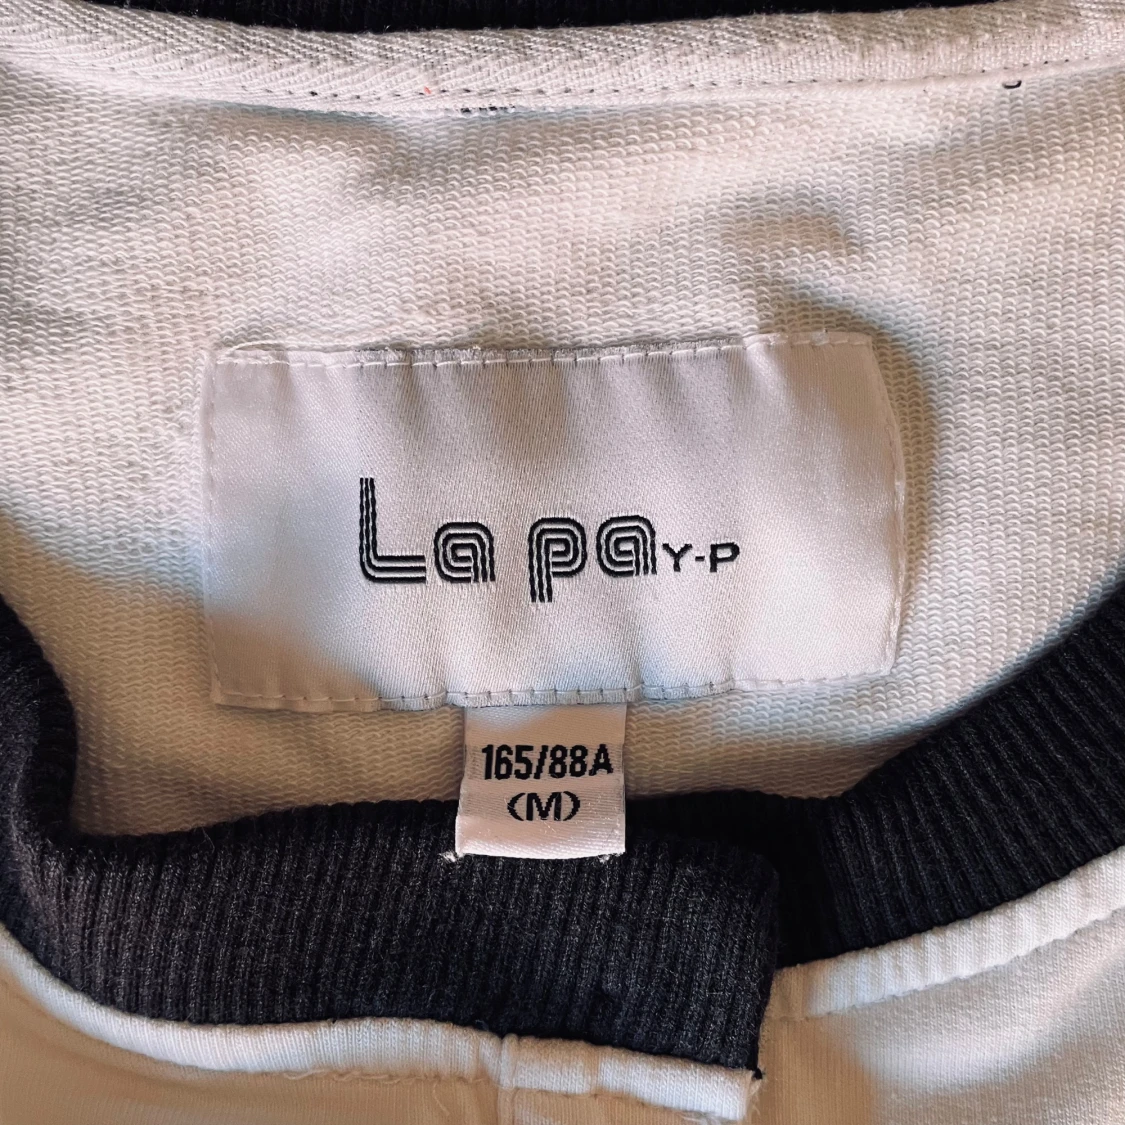 La pa Y-P
165/88A
(M)